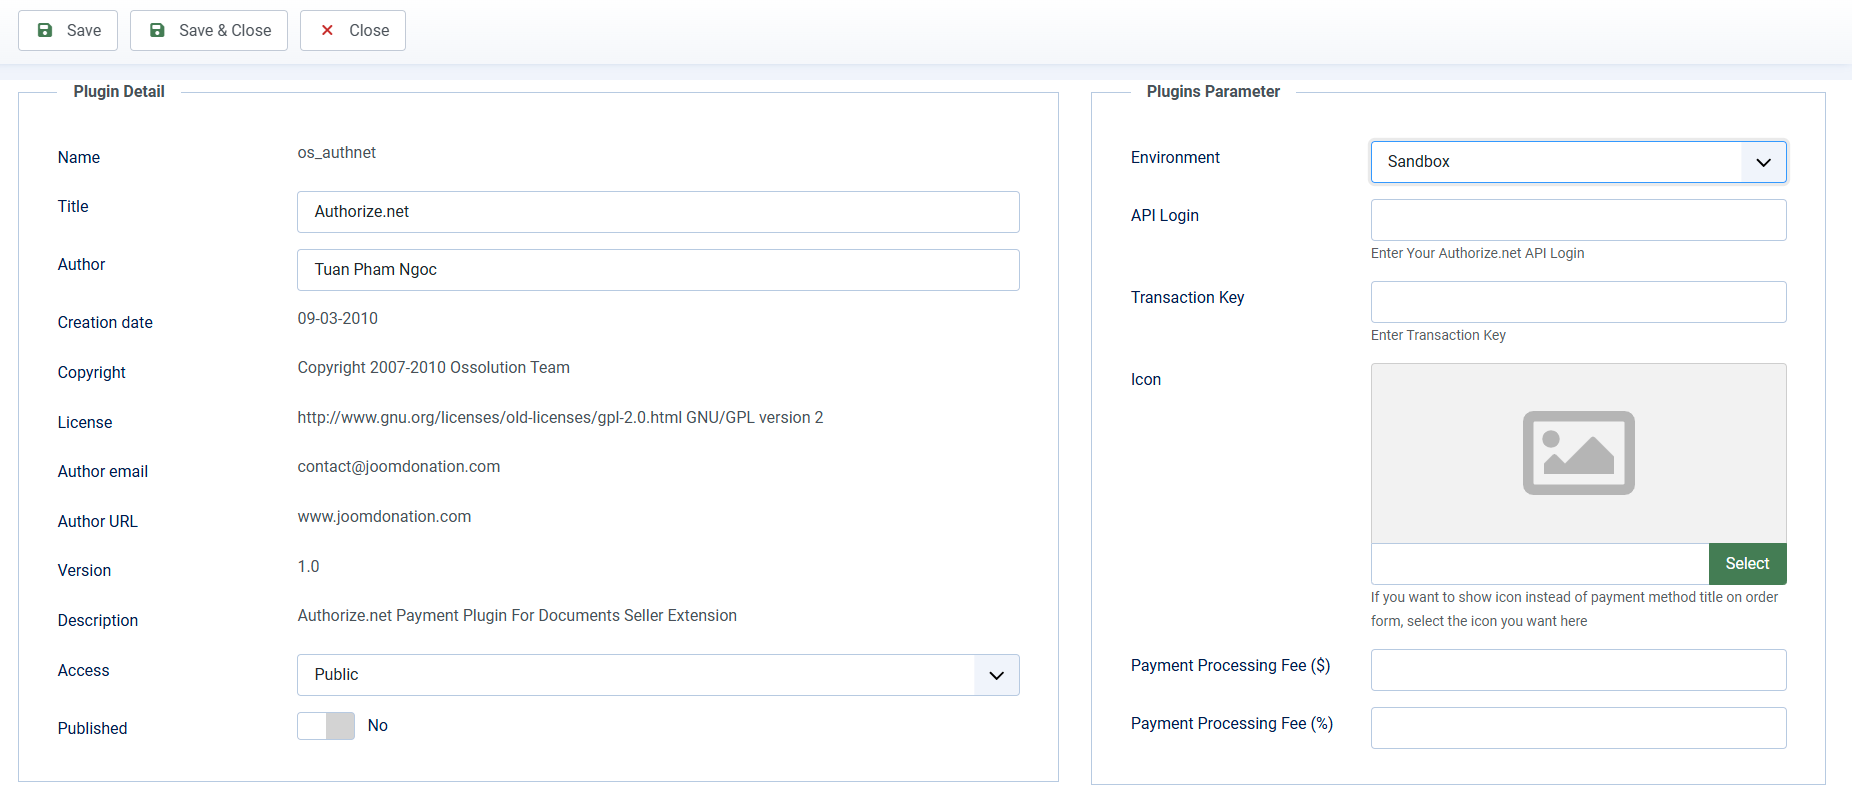 Save
Save & Close
Close
Plugin Detail
Name
os_authnet
Title
Authorize.net
Author
Tuan Pham Ngoc
Creation date
09-03-2010
Copyright
Copyright 2007-2010 Ossolution Team
License
http://www.gnu.org/licenses/old-licenses/gpl-2.0.html GNU/GPL version 2
Author email
contact@joomdonation.com
Author URL
www.joomdonation.com
Version
1.0
Description
Authorize.net Payment Plugin For Documents Seller Extension
Access
Public
Published
No
Plugins Parameter
Environment
Sandbox
API Login
Enter Your Authorize.net API Login
Transaction Key
Enter Transaction Key
Icon
Select
If you want to show icon instead of payment method title on order
form, select the icon you want here
Payment Processing Fee ($)
Payment Processing Fee (%)